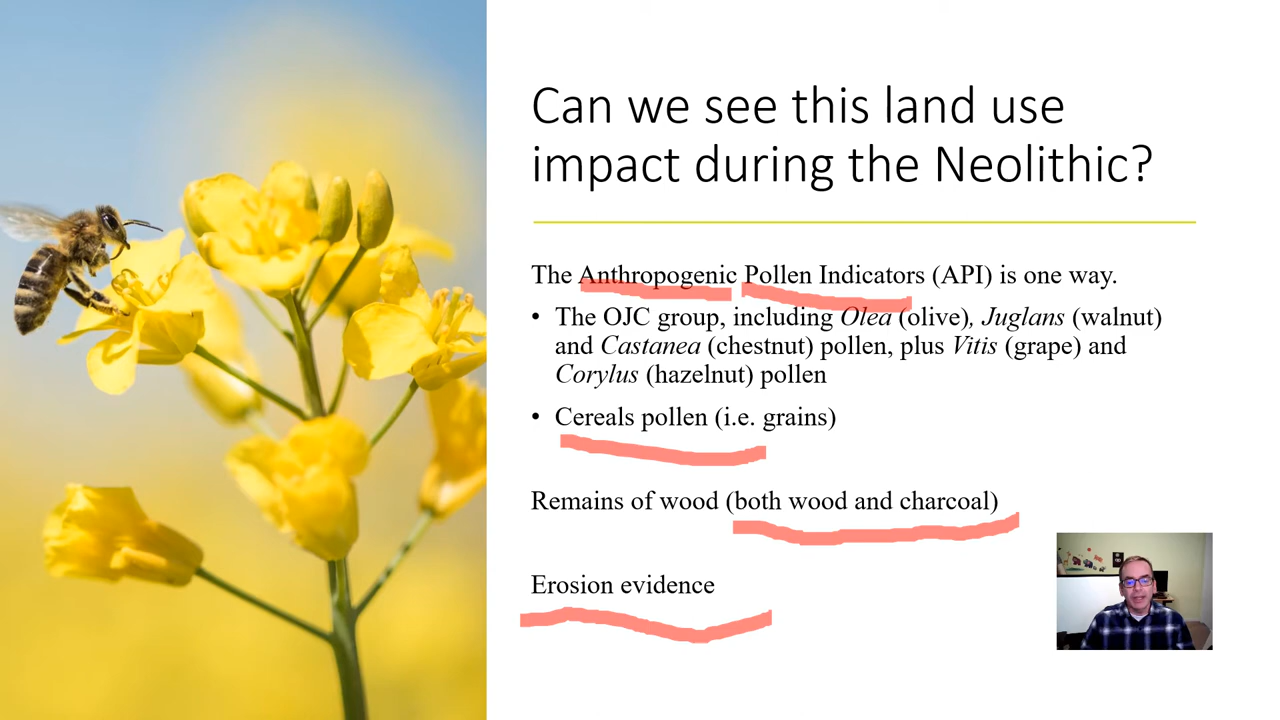 Can we see this land use
impact during the Neolithic?
The Anthropogenic Pollen Indicators (API) is one way.
• The OJC group, including Olea (olive), Juglans (walnut)
and Castanea (chestnut) pollen, plus Vitis (grape) and
Corylus (hazelnut) pollen
• Cereals pollen (i.e. grains)
Remains of wood (both wood and charcoal)
Erosion evidence